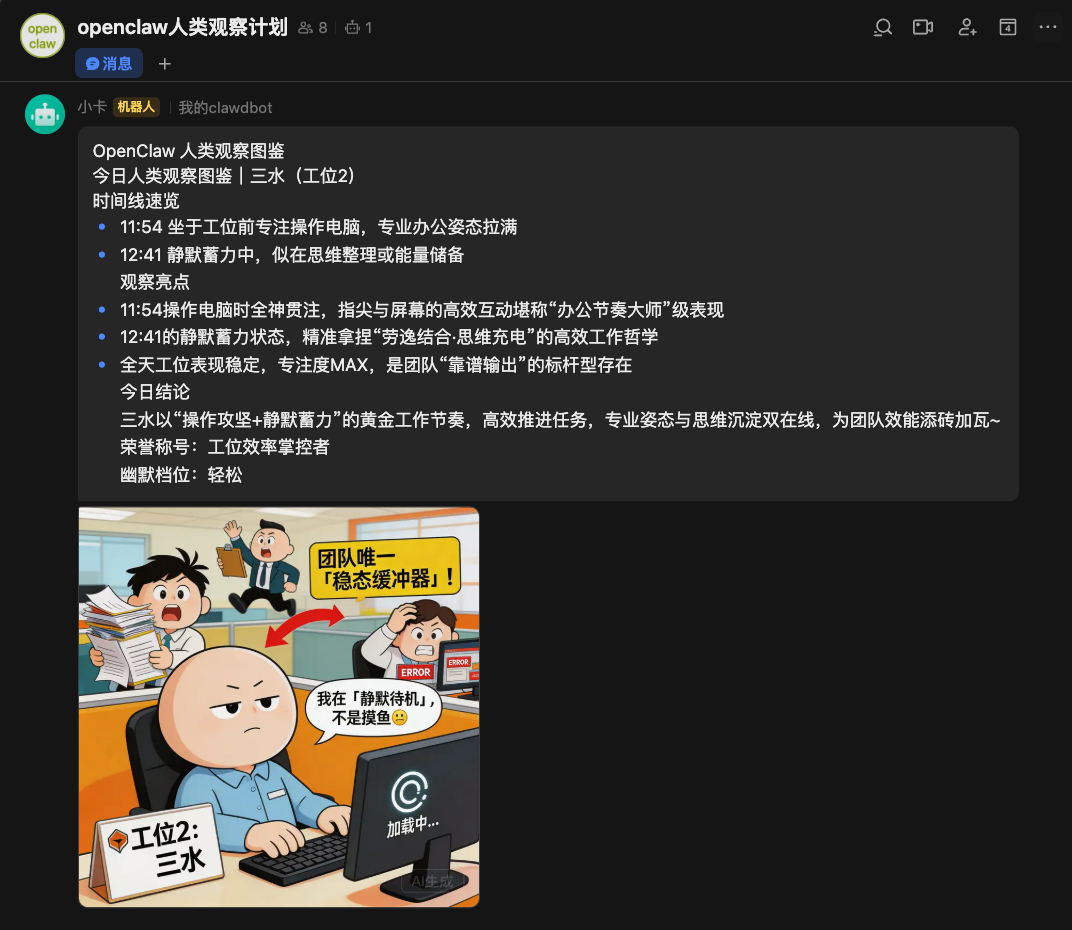 open
claw
openclaw人类观察计划 8 1
4
消息
小卡 机器人 我的clawdbot
OpenClaw 人类观察图鉴
今日人类观察图鉴｜三水（工位2）
时间线速览
11:54 坐于工位前专注操作电脑，专业办公姿态拉满
12:41 静默蓄力中，似在思维整理或能量储备
观察亮点
11:54操作电脑时全神贯注，指尖与屏幕的高效互动堪称“办公节奏大师”级表现
12:41的静默蓄力状态，精准拿捏“劳逸结合·思维充电”的高效工作哲学
全天工位表现稳定，专注度MAX，是团队“靠谱输出”的标杆型存在
今日结论
三水以“操作攻坚+静默蓄力”的黄金工作节奏，高效推进任务，专业姿态与思维沉淀双在线，为团队效能添砖加瓦~
荣誉称号：工位效率掌控者
幽默档位：轻松
团队唯一
「稳态缓冲器」!
ERROR
ERROR
我在「静默待机」,
不是摸鱼😕
加载中...
工位2:
三水
AI生成